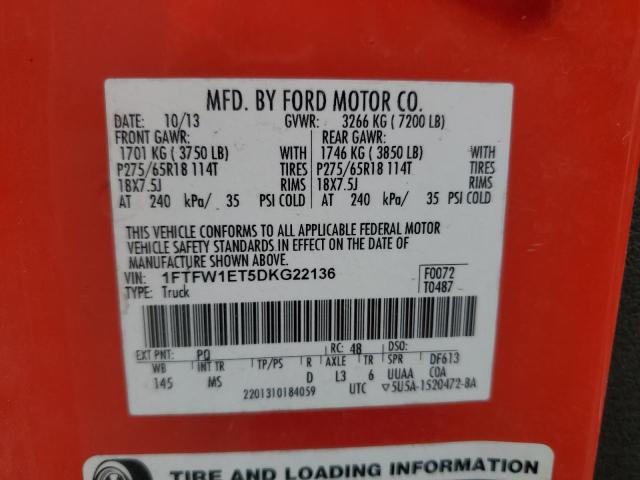 MFD. BY FORD MOTOR CO.
DATE: 10/13 GVWR: 3266 KG ( 7200 LB)
FRONT GAWR: REAR GAWR:
1701 KG ( 3750 LB) WITH 1746 KG ( 3850 LB) WITH
P275/65R18 114T TIRES P275/65R18 114T TIRES
18X7.5J RIMS 18X7.5J RIMS
AT 240 kPa/ 35 PSI COLD AT 240 kPa/ 35 PSI COLD
THIS VEHICLE CONFORMS TO ALL APPLICABLE FEDERAL MOTOR
VEHICLE SAFETY STANDARDS IN EFFECT ON THE DATE OF
MANUFACTURE SHOWN ABOVE.
VIN: 1FTFW1ET5DKG22136 F0072
TYPE: Truck T0487
EXT PNT: PQ RC: 48 DSO:
WB INT TR TP/PS R AXLE TR SPR DF613
145 MS D L3 6 UUAA COA
2201310184059 UTC ▽5U5A-1520472-BA
TIRE AND LOADING INFORMATION